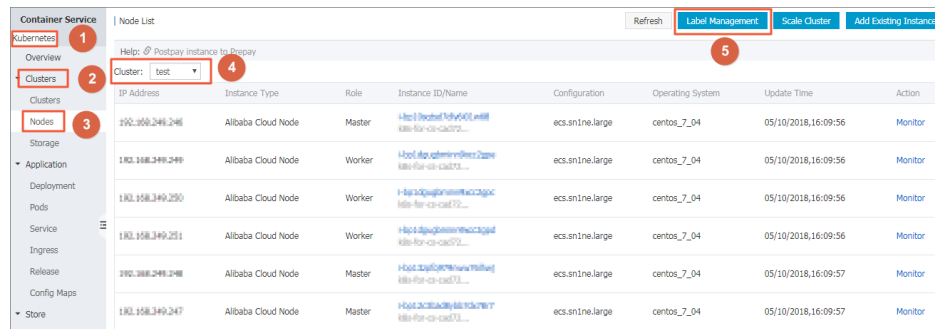 Container Service
Kubernetes
1
Overview
Clusters
2
Clusters
Nodes
3
Storage
Application
Deployment
Pods
Service
Ingress
Release
Config Maps
Store
Node List
Refresh
Label Management
Scale Cluster
Add Existing Instance
5
Help: Postpay instance to Prepay
Cluster: test
4
IP Address Instance Type Role Instance ID/Name Configuration Operating System Update Time Action
Alibaba Cloud Node Master ecs.sn1ne.large centos_7_04 05/10/2018,16:09:56 Monitor
Alibaba Cloud Node Worker ecs.sn1ne.large centos_7_04 05/10/2018,16:09:56 Monitor
Alibaba Cloud Node Worker ecs.sn1ne.large centos_7_04 05/10/2018,16:09:56 Monitor
Alibaba Cloud Node Worker ecs.sn1ne.large centos_7_04 05/10/2018,16:09:56 Monitor
Alibaba Cloud Node Master ecs.sn1ne.large centos_7_04 05/10/2018,16:09:57 Monitor
Alibaba Cloud Node Master ecs.sn1ne.large centos_7_04 05/10/2018,16:09:57 Monitor